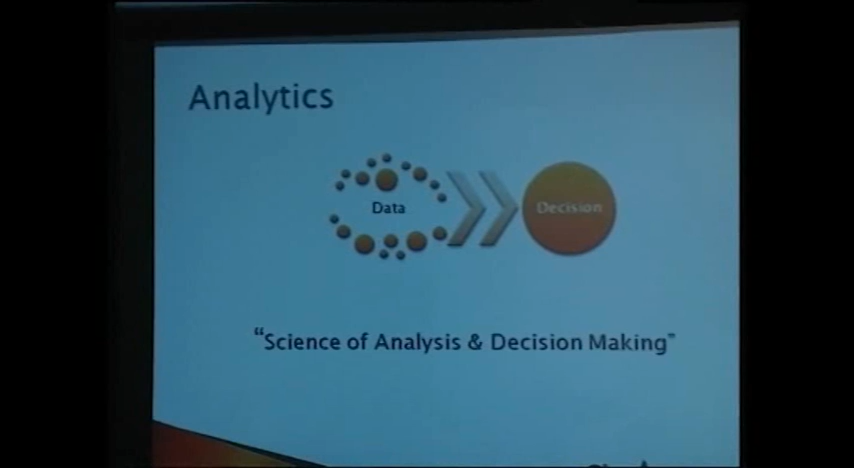 Analytics
Data
Decision
“Science of Analysis & Decision Making”